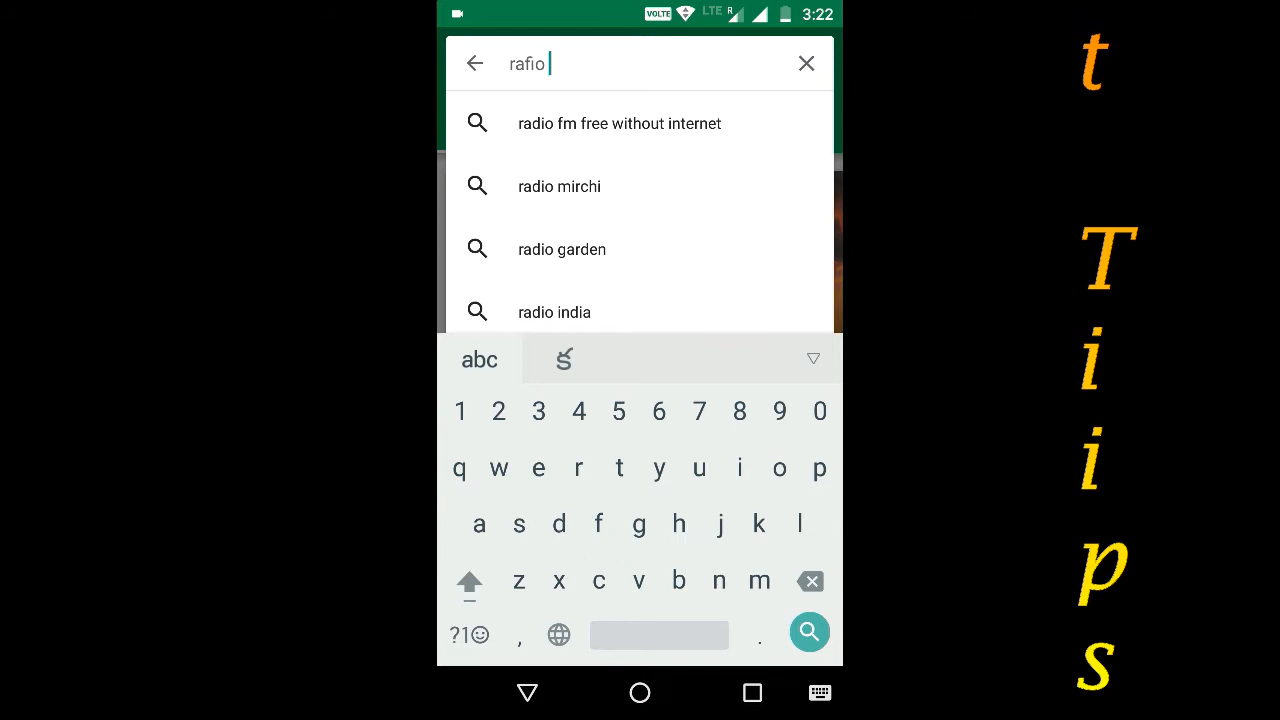 VOLTE LTE R 3:22
rafio
radio fm free without internet
radio mirchi
radio garden
radio india
abc క
1 2 3 4 5 6 7 8 9 0
q w e r t y u i o p
a s d f g h j k l
z x c v b n m
?1 , .
t
T
i
i
p
s